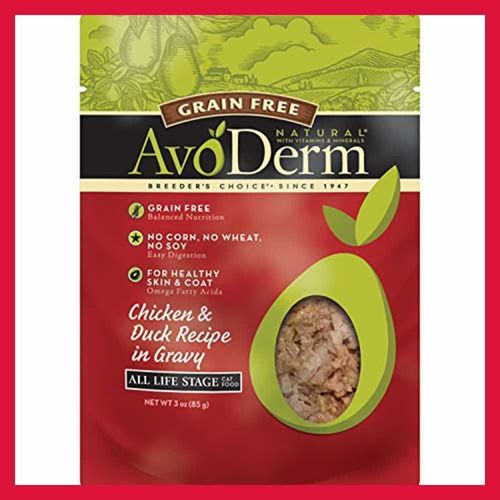 GRAIN FREE
AvoDerm
NATURAL®
WITH VITAMINS & MINERALS
BREEDER'S CHOICE® • SINCE 1947
GRAIN FREE
Balanced Nutrition
NO CORN, NO WHEAT,
NO SOY
Easy Digestion
FOR HEALTHY
SKIN & COAT
Omega Fatty Acids
Chicken &
Duck Recipe
in Gravy
ALL LIFE STAGE CAT FOOD
NET WT 3 oz (85 g)